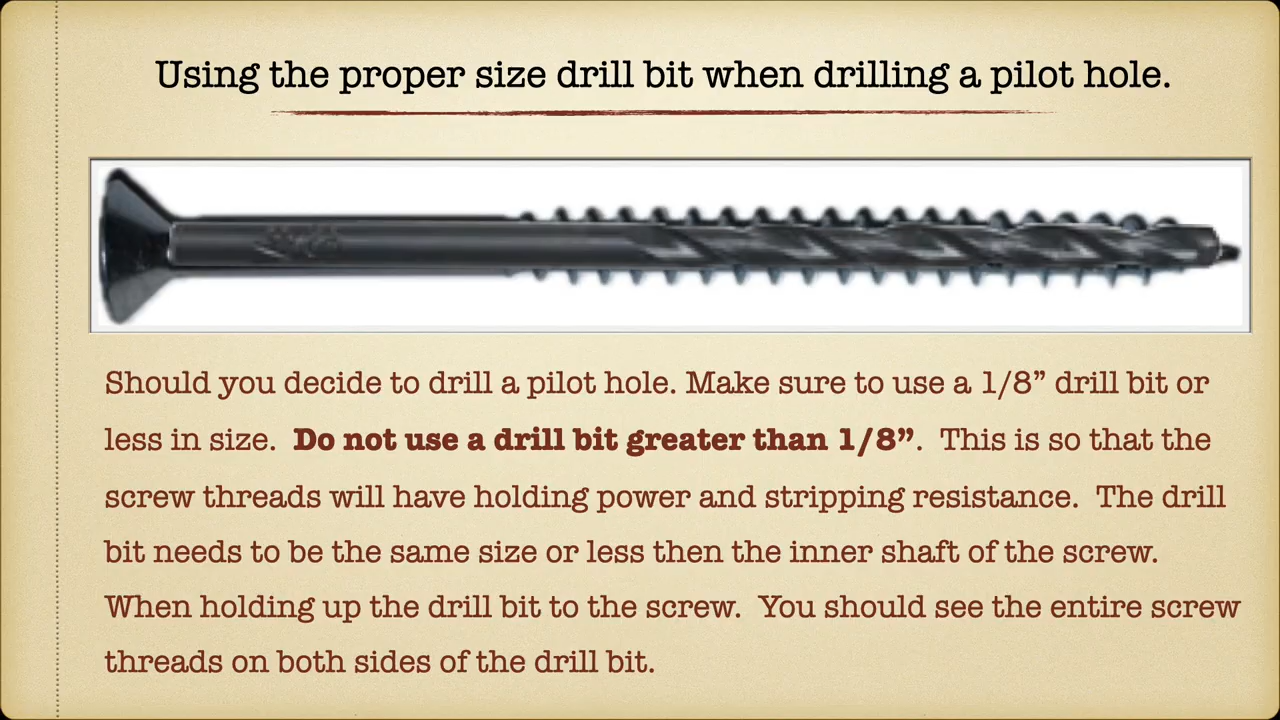 Using the proper size drill bit when drilling a pilot hole.
Should you decide to drill a pilot hole. Make sure to use a 1/8” drill bit or
less in size.  Do not use a drill bit greater than 1/8”.  This is so that the
screw threads will have holding power and stripping resistance.  The drill
bit needs to be the same size or less then the inner shaft of the screw.
When holding up the drill bit to the screw.  You should see the entire screw
threads on both sides of the drill bit.